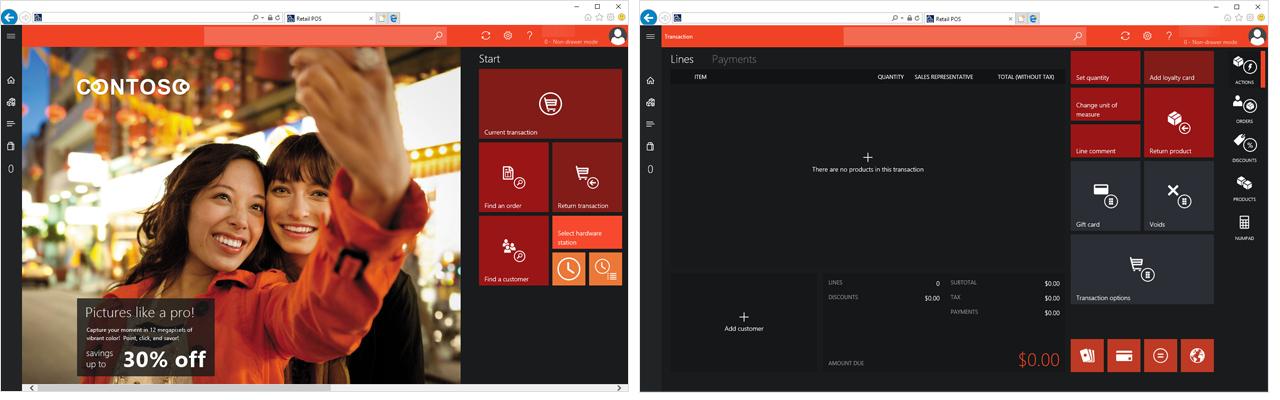 Retail POS
0 - Non-drawer mode
CONTOSO
Pictures like a pro!
Capture your moment in 12 megapixels of
vibrant color! Point, click, and savor!
savings
up to
30% off
0
Start
Current transaction
Find an order
Return transaction
Find a customer
Select hardware
station
Retail POS
Transaction
0 - Non-drawer mode
0
Lines
Payments
ITEM
QUANTITY
SALES REPRESENTATIVE
TOTAL (WITHOUT TAX)
There are no products in this transaction
Add customer
LINES
0
DISCOUNTS
$0.00
SUBTOTAL
$0.00
TAX
$0.00
PAYMENTS
$0.00
AMOUNT DUE
$0.00
Set quantity
Add loyalty card
Change unit of
measure
Line comment
Return product
Gift card
Voids
Transaction options
ACTIONS
ORDERS
DISCOUNTS
PRODUCTS
NUMPAD